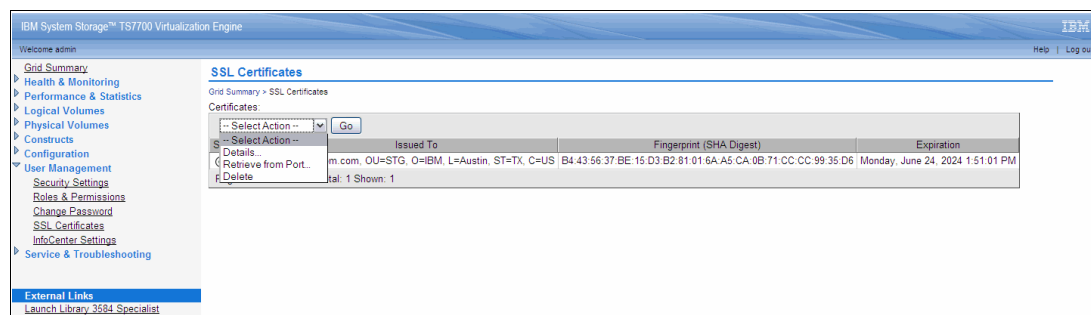 IBM System Storage™ TS7700 Virtualization Engine
IBM
Welcome admin
Help | Log ou
Grid Summary
Health & Monitoring
Performance & Statistics
Logical Volumes
Physical Volumes
Constructs
Configuration
User Management
Security Settings
Roles & Permissions
Change Password
SSL Certificates
InfoCenter Settings
Service & Troubleshooting
External Links
Launch Library 3584 Specialist
SSL Certificates
Grid Summary > SSL Certificates
Certificates:
-- Select Action -- Go
-- Select Action --
Details...
Retrieve from Port...
Delete
S Issued To Fingerprint (SHA Digest) Expiration
m.com, OU=STG, O=IBM, L=Austin, ST=TX, C=US B4:43:56:37:BE:15:D3:B2:81:01:6A:A5:CA:0B:71:CC:CC:99:35:D6 Monday, June 24, 2024 1:51:01 PM
tal: 1 Shown: 1